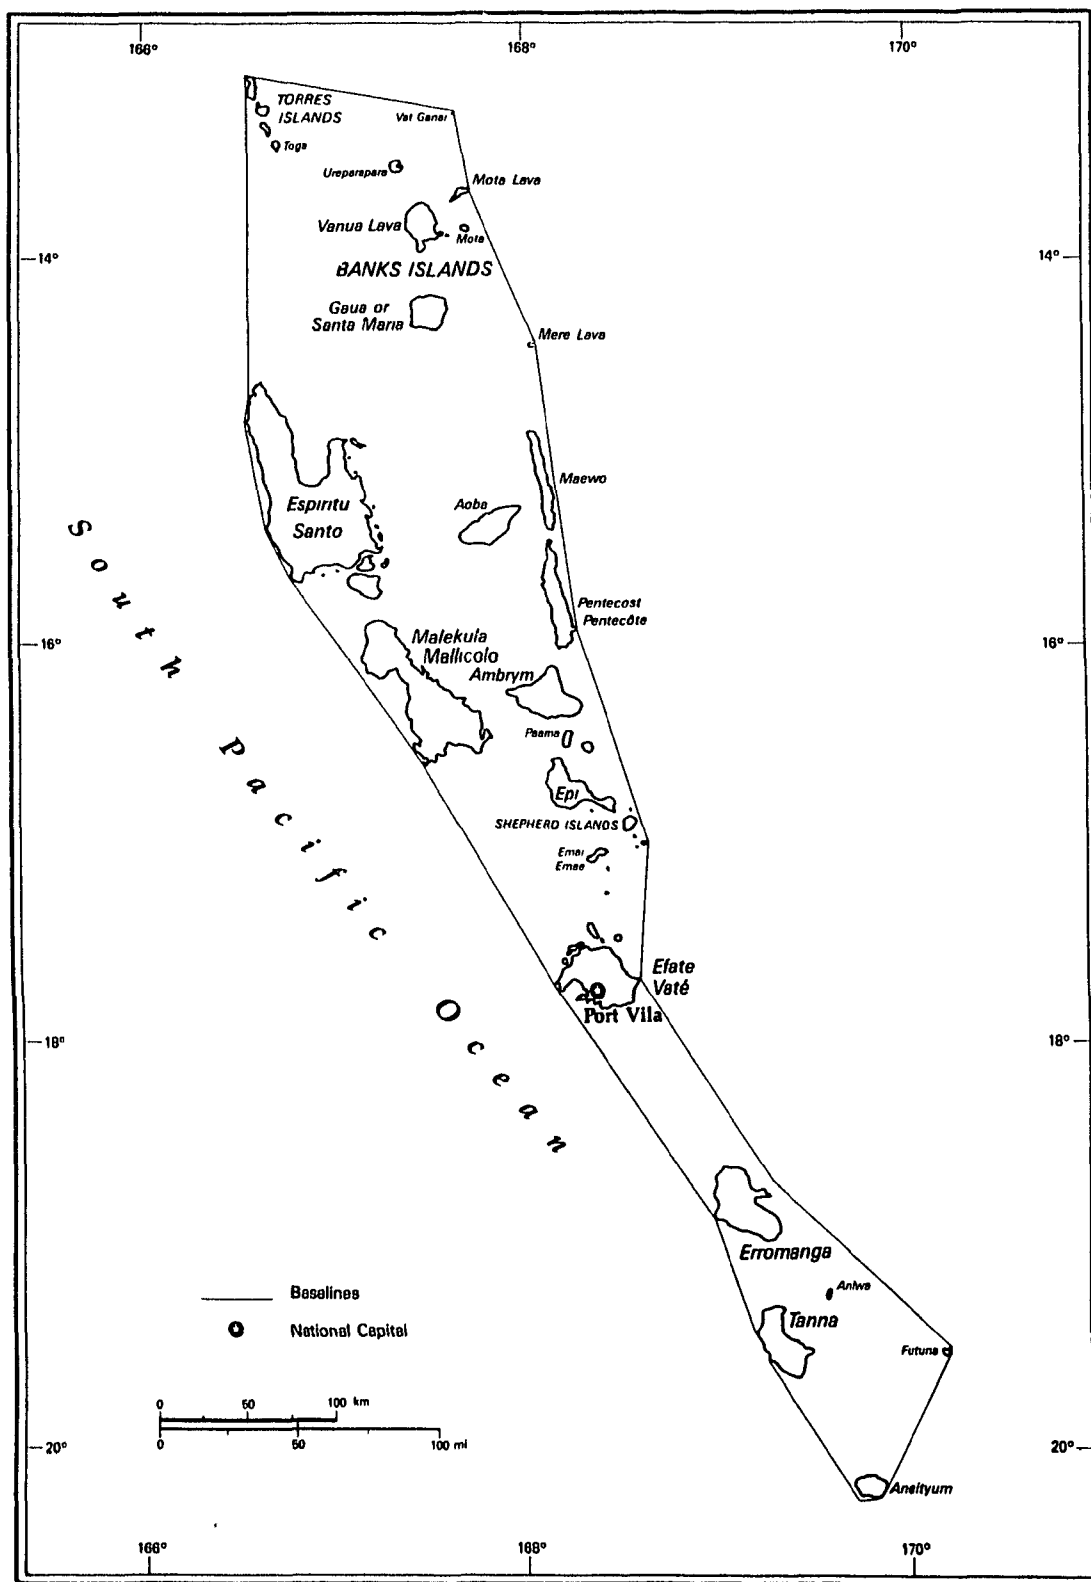 166°
168°
170°
TORRES
ISLANDS
Toga
Vat Ganai
Ureparapara
Mota Lava
Vanua Lava
Mota
14°
14°
BANKS ISLANDS
Gaua or
Santa Maria
Mere Lava
Maewo
Aoba
Espiritu
Santo
Pentecost
Pentecôte
16°
16°
Malekula
Mallicolo
Ambrym
Paama
Epi
SHEPHERD ISLANDS
Emai
Emae
South Pacific Ocean
Efate
Vaté
Port Vila
18°
18°
Erromanga
Aniwa
Tanna
Futuna
Baselines
National Capital
0 50 100 km
0 50 100 mi
20°
20°
Aneityum
166°
168°
170°